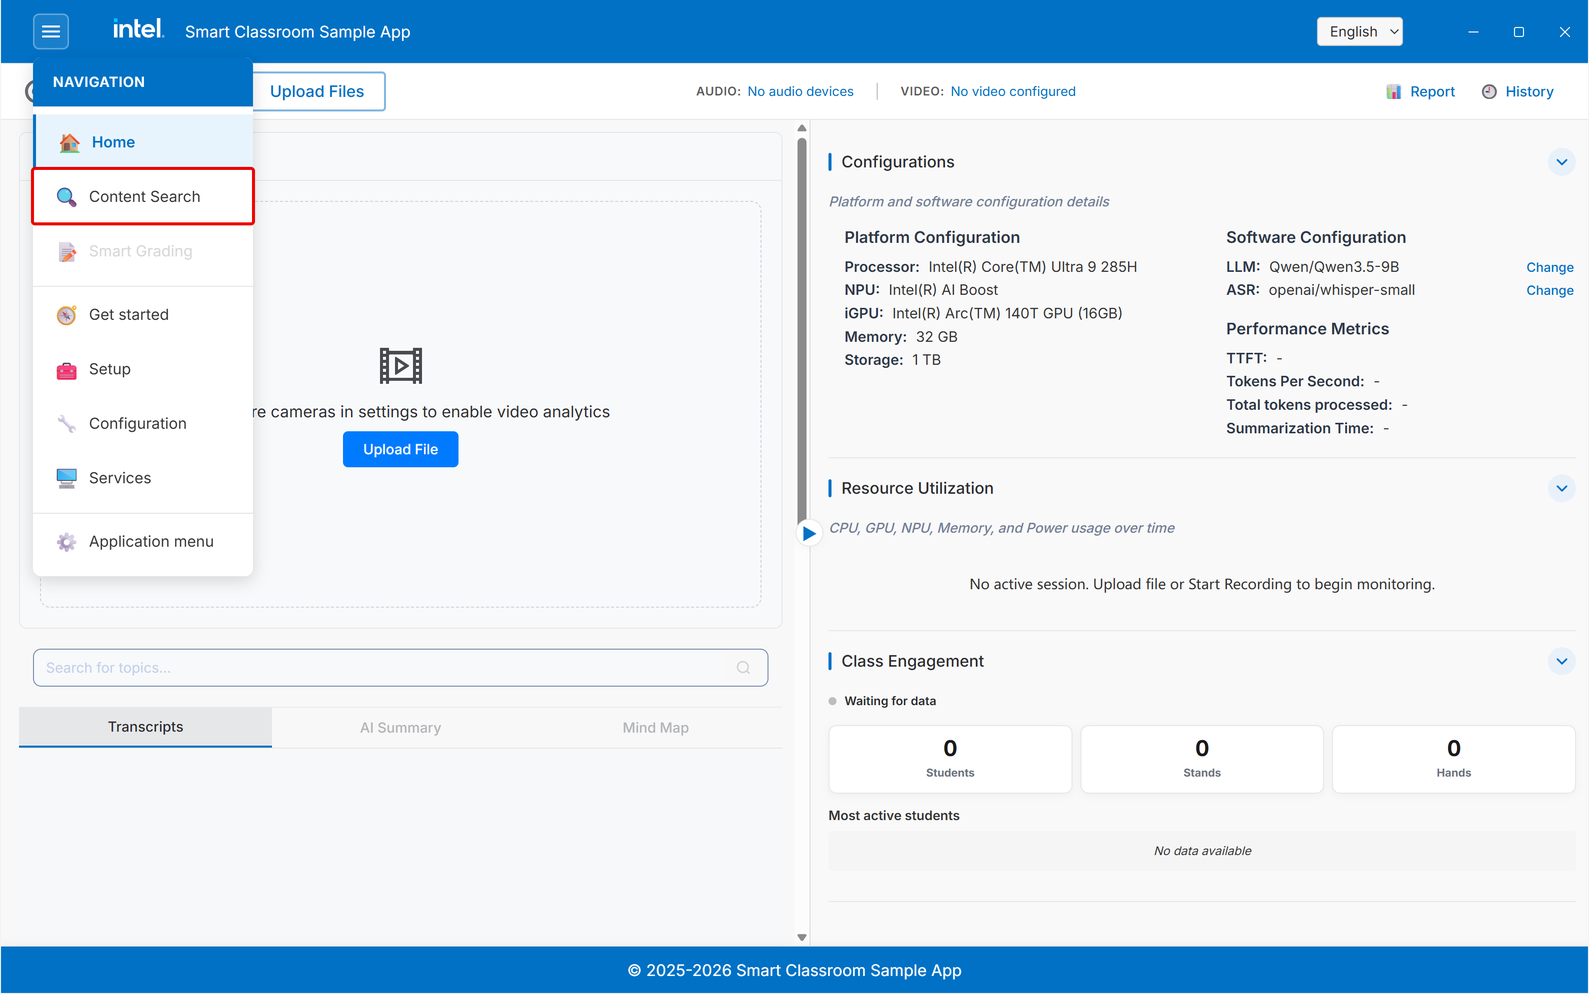 intel. Smart Classroom Sample App
English
NAVIGATION
Upload Files
AUDIO: No audio devices
VIDEO: No video configured
Report
History
Home
Content Search
Smart Grading
Get started
Setup
Configuration
Services
Application menu
re cameras in settings to enable video analytics
Upload File
Search for topics...
Transcripts
AI Summary
Mind Map
Configurations
Platform and software configuration details
Platform Configuration
Processor: Intel(R) Core(TM) Ultra 9 285H
NPU: Intel(R) AI Boost
iGPU: Intel(R) Arc(TM) 140T GPU (16GB)
Memory: 32 GB
Storage: 1 TB
Software Configuration
LLM: Qwen/Qwen3.5-9B Change
ASR: openai/whisper-small Change
Performance Metrics
TTFT: -
Tokens Per Second: -
Total tokens processed: -
Summarization Time: -
Resource Utilization
CPU, GPU, NPU, Memory, and Power usage over time
No active session. Upload file or Start Recording to begin monitoring.
Class Engagement
Waiting for data
0
Students
0
Stands
0
Hands
Most active students
No data available
© 2025-2026 Smart Classroom Sample App